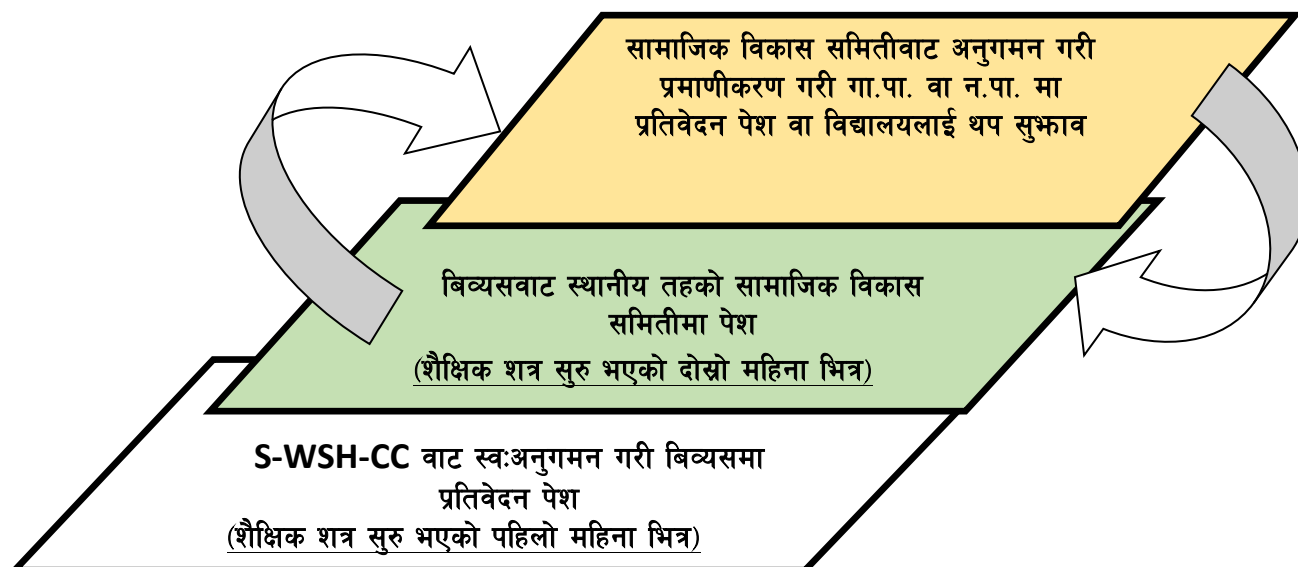 सामाजिक विकास समितीवाट अनुगमन गरी
प्रमाणीकरण गरी गा.पा. वा न.पा. मा
प्रतिवेदन पेश वा विद्यालयलाई थप सुझाव
बिव्यसवाट स्थानीय तहको सामाजिक विकास
समितीमा पेश
(शैक्षिक शत्र सुरु भएको दोस्रो महिना भित्र)
S-WSH-CC वाट स्वःअनुगमन गरी बिव्यसमा
प्रतिवेदन पेश
(शैक्षिक शत्र सुरु भएको पहिलो महिना भित्र)